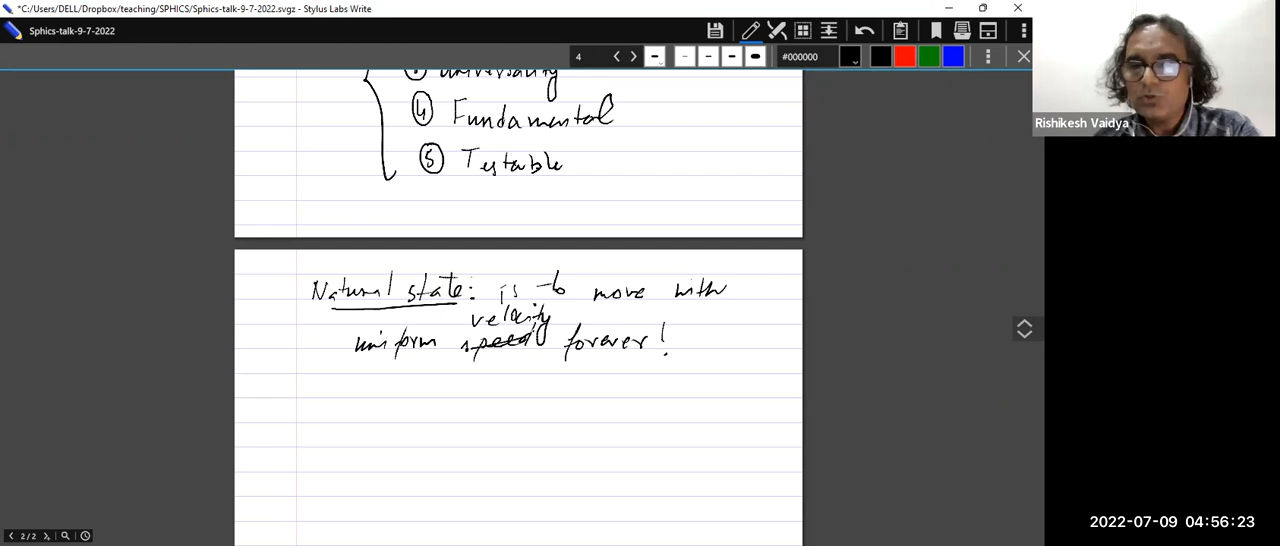 *C:/Users/DELL/Dropbox/teaching/SPHICS/Sphics-talk-9-7-2022.svgz - Stylus Labs Write
Sphics-talk-9-7-2022
4
#000000
Rishikesh Vaidya
universality
④ Fundamental
⑤ Testable
Natural state: is to move with
velocity
uniform speed forever!
2/2
2022-07-09 04:56:23